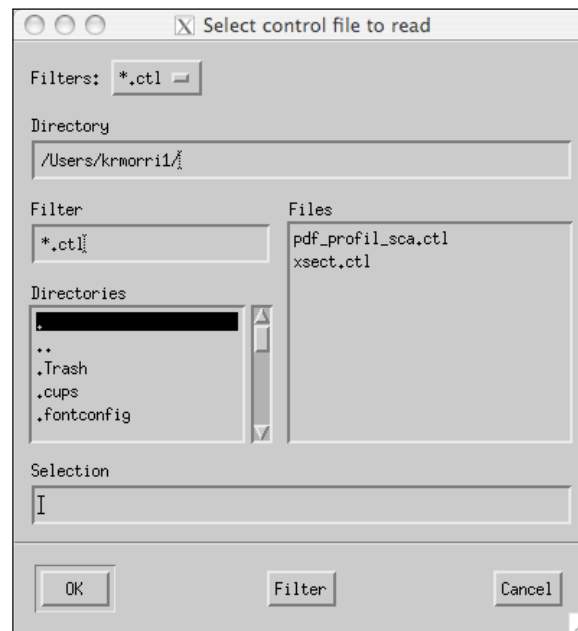 Select control file to read
Filters: *.ctl
Directory
/Users/krmorri1/
Filter
*.ctl
Files
pdf_profil_sca.ctl
xsect.ctl
Directories
.
..
.Trash
.cups
.fontconfig
Selection
OK
Filter
Cancel